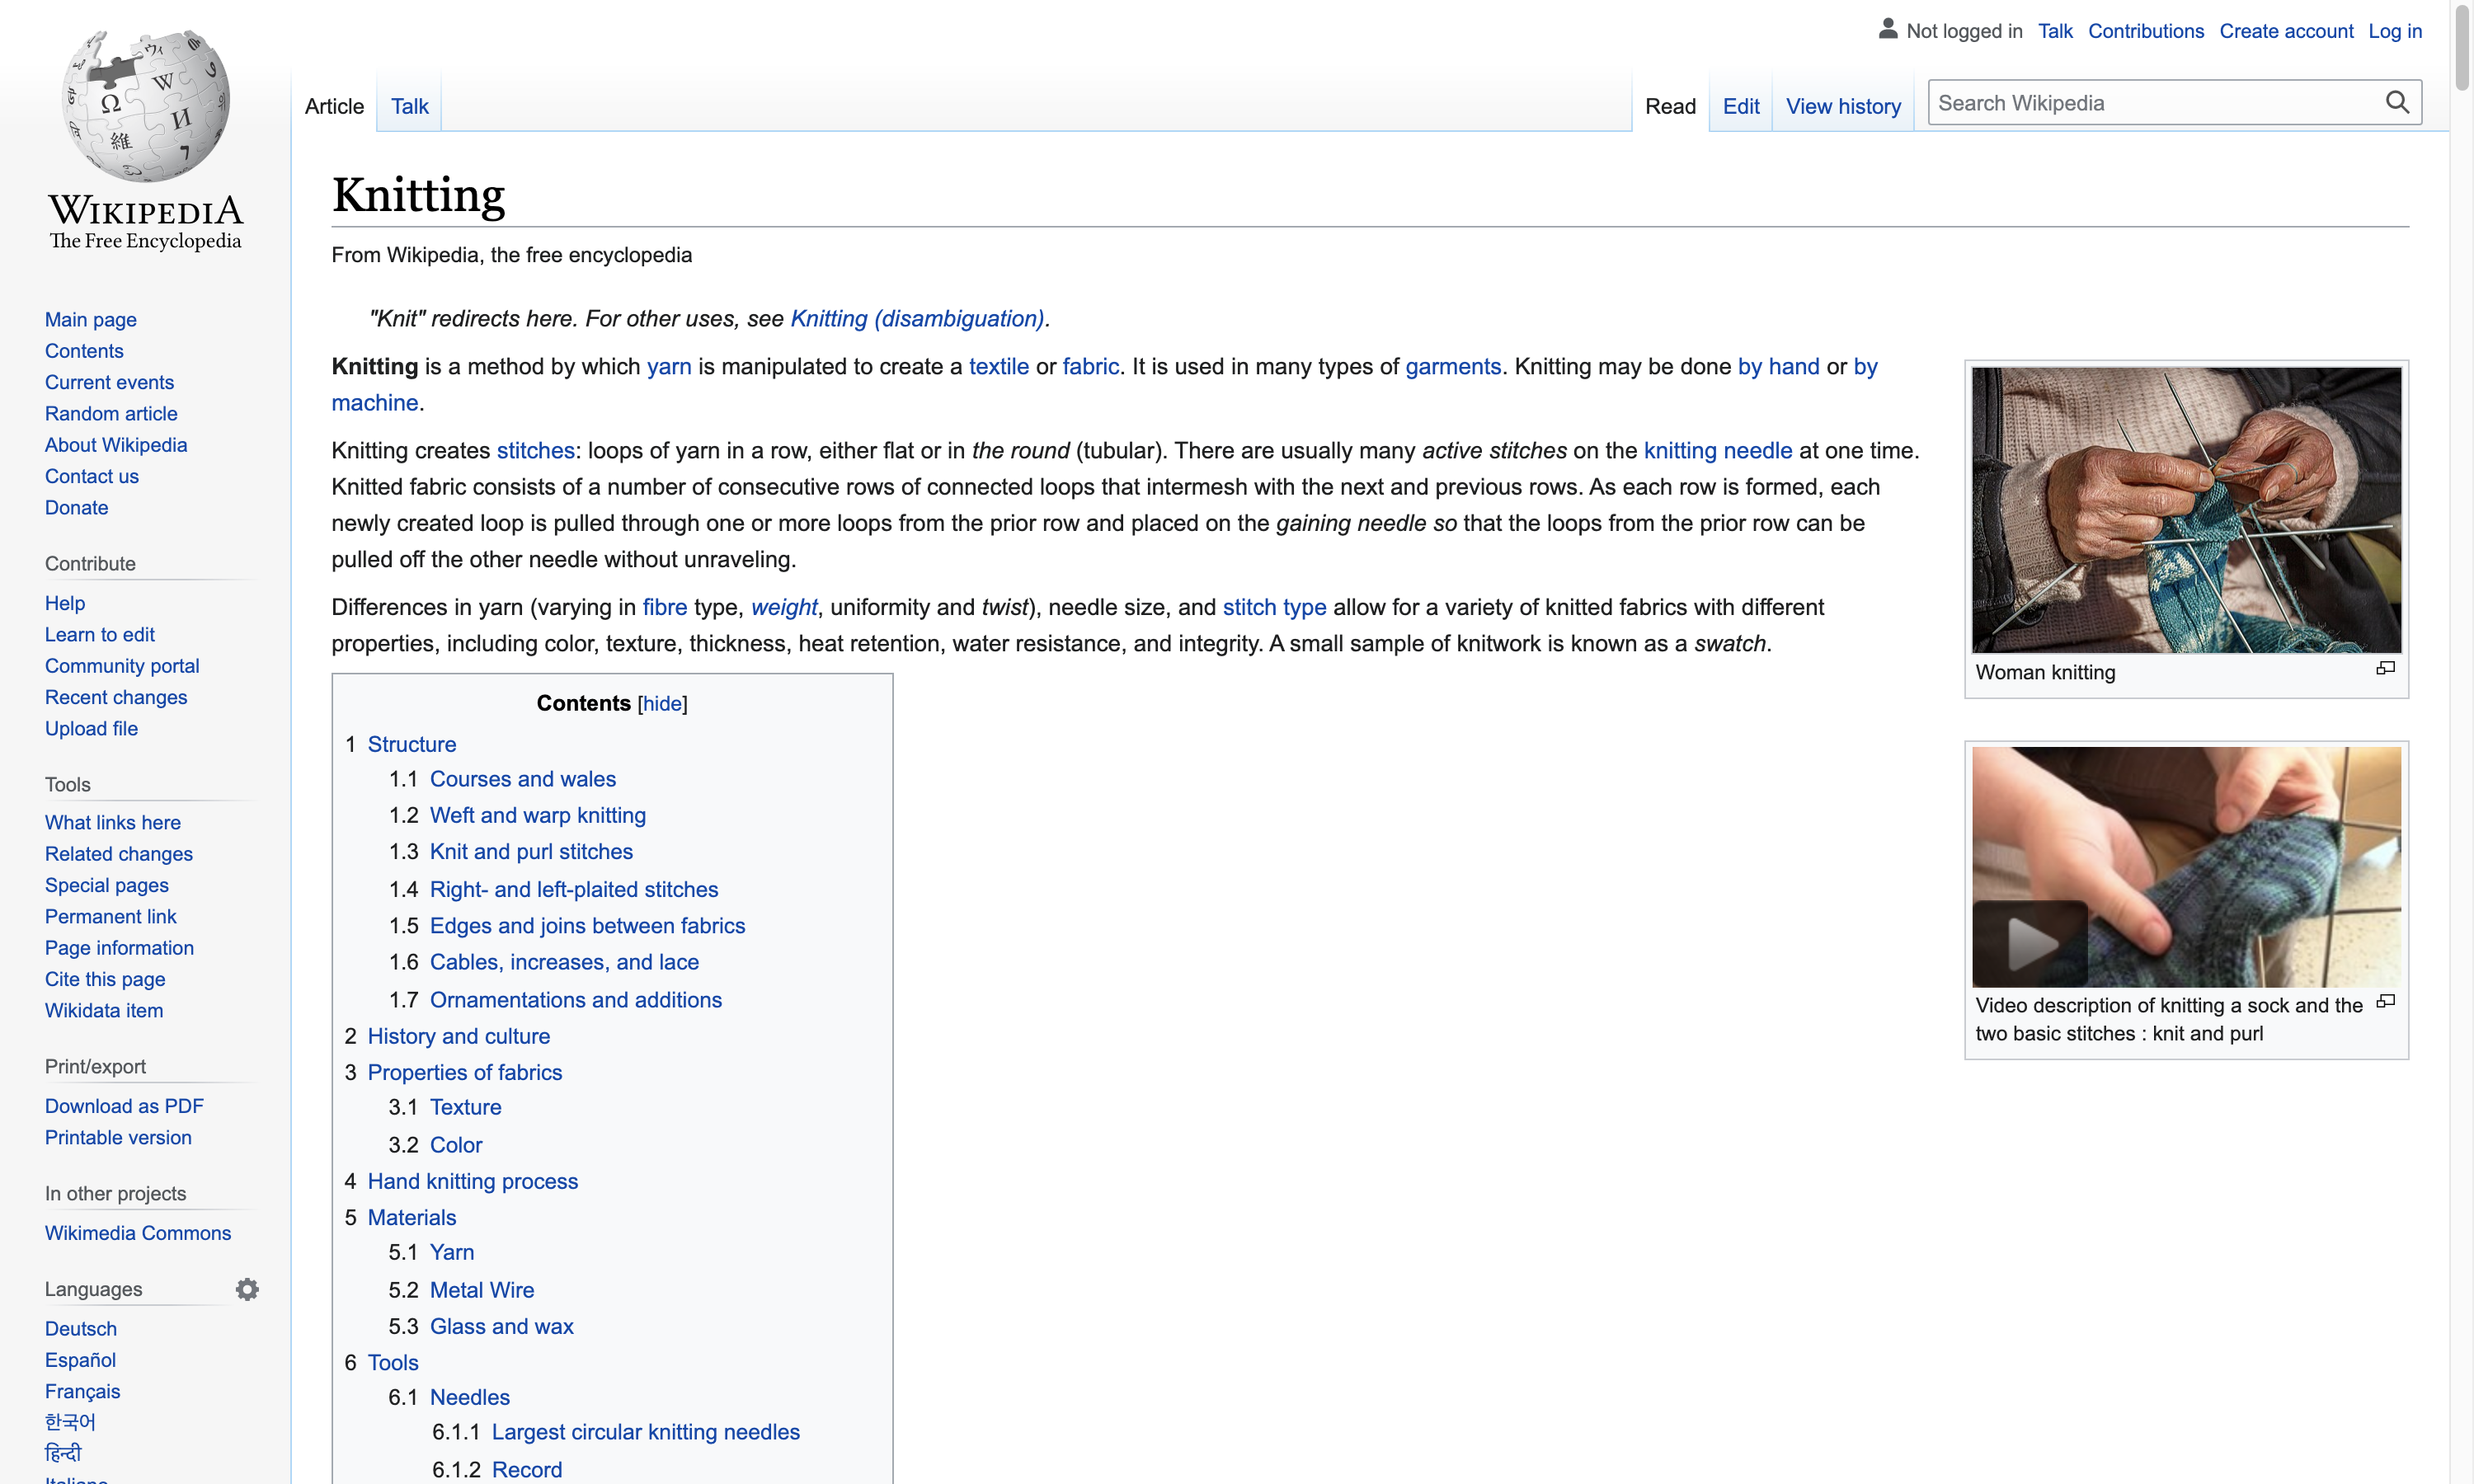 WIKIPEDIA
The Free Encyclopedia
Main page
Contents
Current events
Random article
About Wikipedia
Contact us
Donate
Contribute
Help
Learn to edit
Community portal
Recent changes
Upload file
Tools
What links here
Related changes
Special pages
Permanent link
Page information
Cite this page
Wikidata item
Print/export
Download as PDF
Printable version
In other projects
Wikimedia Commons
Languages
Deutsch
Español
Français
한국어
हिन्दी
Italiano
Not logged in Talk Contributions Create account Log in
Article Talk
Read Edit View history Search Wikipedia
Knitting
From Wikipedia, the free encyclopedia
"Knit" redirects here. For other uses, see Knitting (disambiguation).
Knitting is a method by which yarn is manipulated to create a textile or fabric. It is used in many types of garments. Knitting may be done by hand or by
machine.
Knitting creates stitches: loops of yarn in a row, either flat or in the round (tubular). There are usually many active stitches on the knitting needle at one time.
Knitted fabric consists of a number of consecutive rows of connected loops that intermesh with the next and previous rows. As each row is formed, each
newly created loop is pulled through one or more loops from the prior row and placed on the gaining needle so that the loops from the prior row can be
pulled off the other needle without unraveling.
Differences in yarn (varying in fibre type, weight, uniformity and twist), needle size, and stitch type allow for a variety of knitted fabrics with different
properties, including color, texture, thickness, heat retention, water resistance, and integrity. A small sample of knitwork is known as a swatch.
Contents [hide]
1 Structure
1.1 Courses and wales
1.2 Weft and warp knitting
1.3 Knit and purl stitches
1.4 Right- and left-plaited stitches
1.5 Edges and joins between fabrics
1.6 Cables, increases, and lace
1.7 Ornamentations and additions
2 History and culture
3 Properties of fabrics
3.1 Texture
3.2 Color
4 Hand knitting process
5 Materials
5.1 Yarn
5.2 Metal Wire
5.3 Glass and wax
6 Tools
6.1 Needles
6.1.1 Largest circular knitting needles
6.1.2 Record
Woman knitting
Video description of knitting a sock and the
two basic stitches : knit and purl